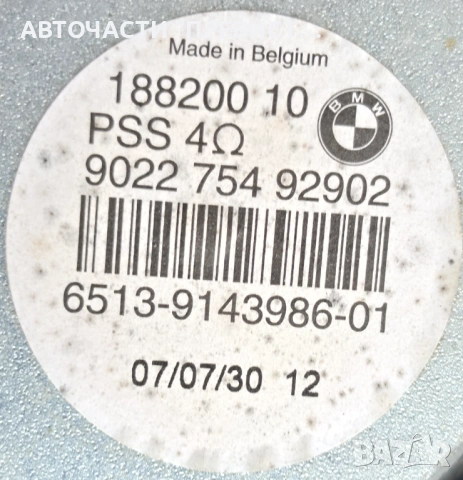 АВТОЧАСТИ
Made in Belgium
188200 10
BMW
PSS 4Ω
9022 754 92902
6513-9143986-01
07/07/30 12
BAZAR